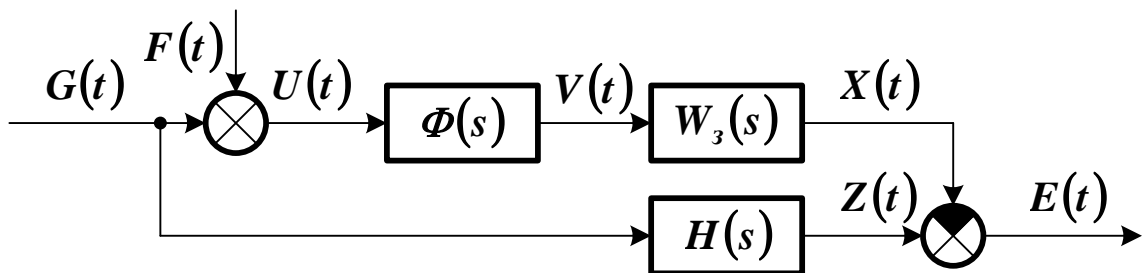 F(t)
G(t)
U(t)
Φ(s)
V(t)
W₃(s)
X(t)
H(s)
Z(t)
E(t)